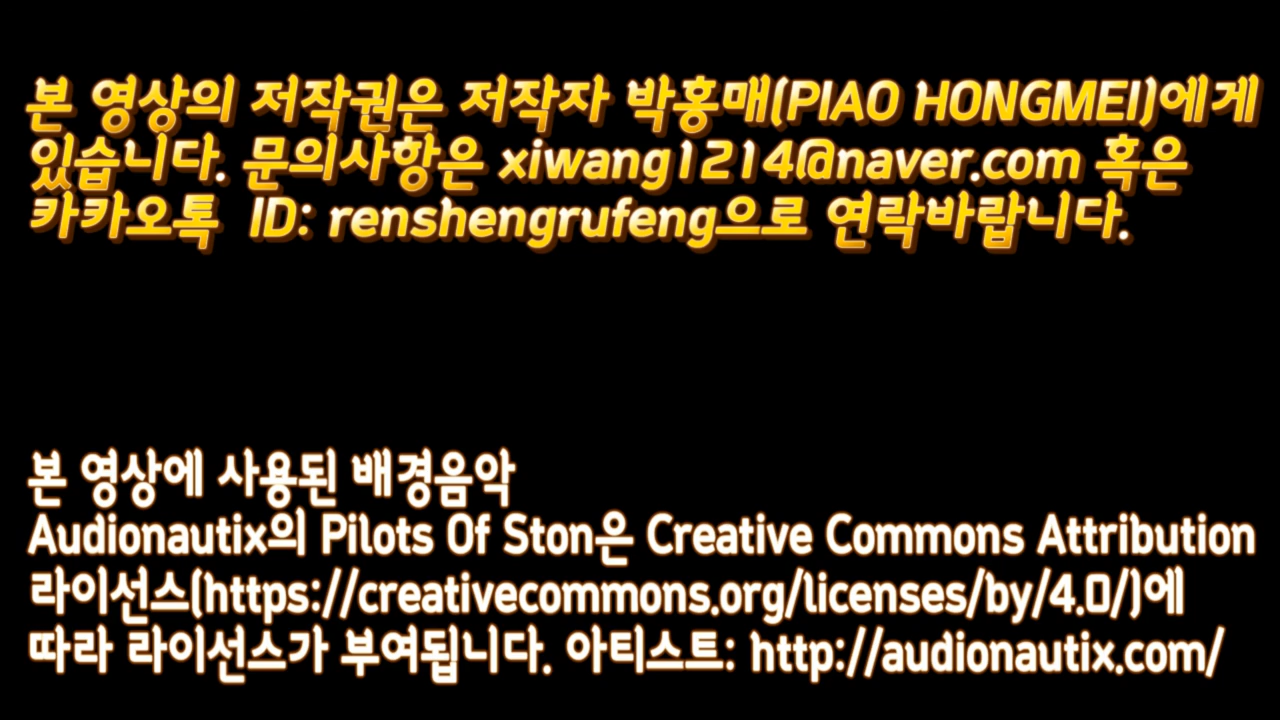 본 영상의 저작권은 저작자 박홍매(PIAO HONGMEI)에게
있습니다. 문의사항은 xiwang1214@naver.com 혹은
카카오톡 ID: renshengrufeng으로 연락바랍니다.
본 영상에 사용된 배경음악
Audionautix의 Pilots Of Ston은 Creative Commons Attribution
라이선스(https://creativecommons.org/licenses/by/4.0/)에
따라 라이선스가 부여됩니다. 아티스트: http://audionautix.com/